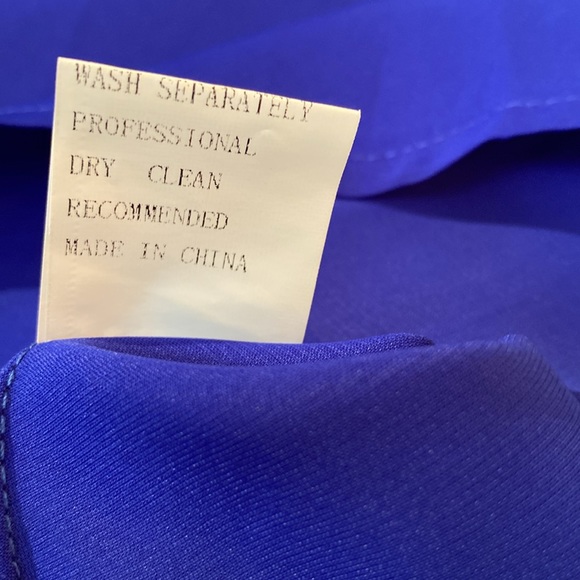 WASH SEPARATELY
PROFESSIONAL
DRY CLEAN
RECOMMENDED
MADE IN CHINA